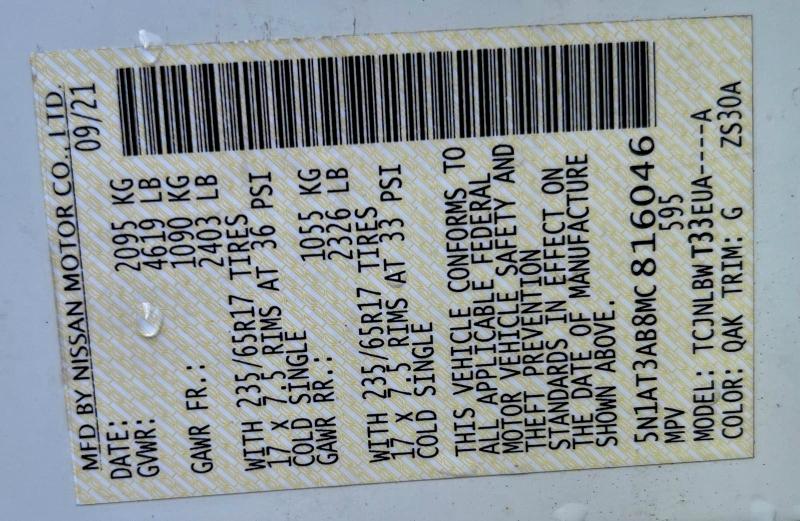 MFD BY NISSAN MOTOR CO., LTD.
DATE: 09/21
GVWR: 2095 KG
4619 LB
GAWR FR.: 1090 KG
2403 LB
WITH 235/65R17 TIRES
17 X 7.5 RIMS AT 36 PSI
COLD SINGLE
GAWR RR.: 1055 KG
2326 LB
WITH 235/65R17 TIRES
17 X 7.5 RIMS AT 33 PSI
COLD SINGLE
THIS VEHICLE CONFORMS TO
ALL APPLICABLE FEDERAL
MOTOR VEHICLE SAFETY AND
THEFT PREVENTION
STANDARDS IN EFFECT ON
THE DATE OF MANUFACTURE
SHOWN ABOVE.
5N1AT3AB8MC816046
MPV 595
MODEL: TCJNLBWT33EUA----A
COLOR: QAK TRIM: G ZS30A